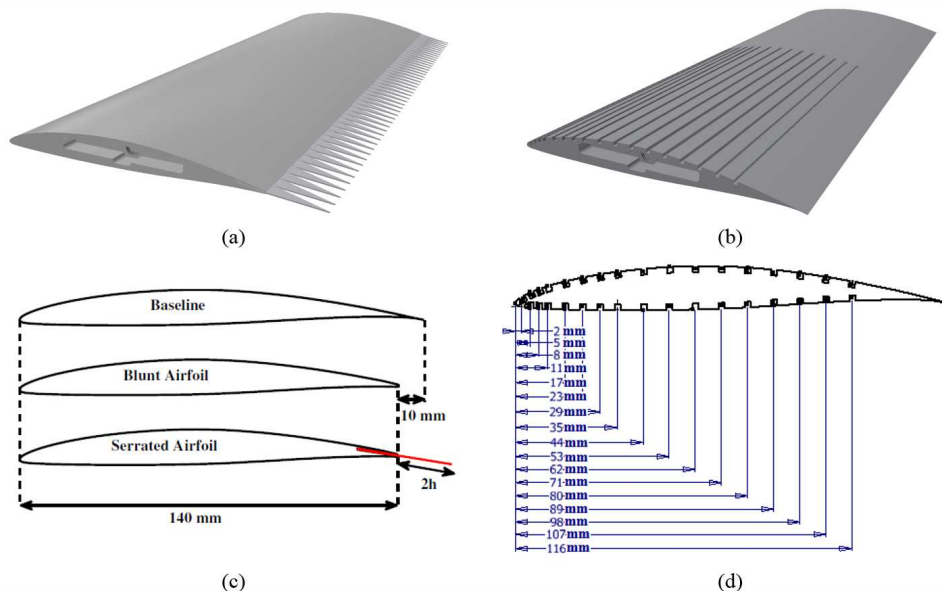 (a)
(b)
Baseline
Blunt Airfoil
10 mm
Serrated Airfoil
2h
140 mm
(c)
2 mm
5 mm
8 mm
11 mm
17 mm
23 mm
29 mm
35 mm
44 mm
53 mm
62 mm
71 mm
80 mm
89 mm
98 mm
107 mm
116 mm
(d)